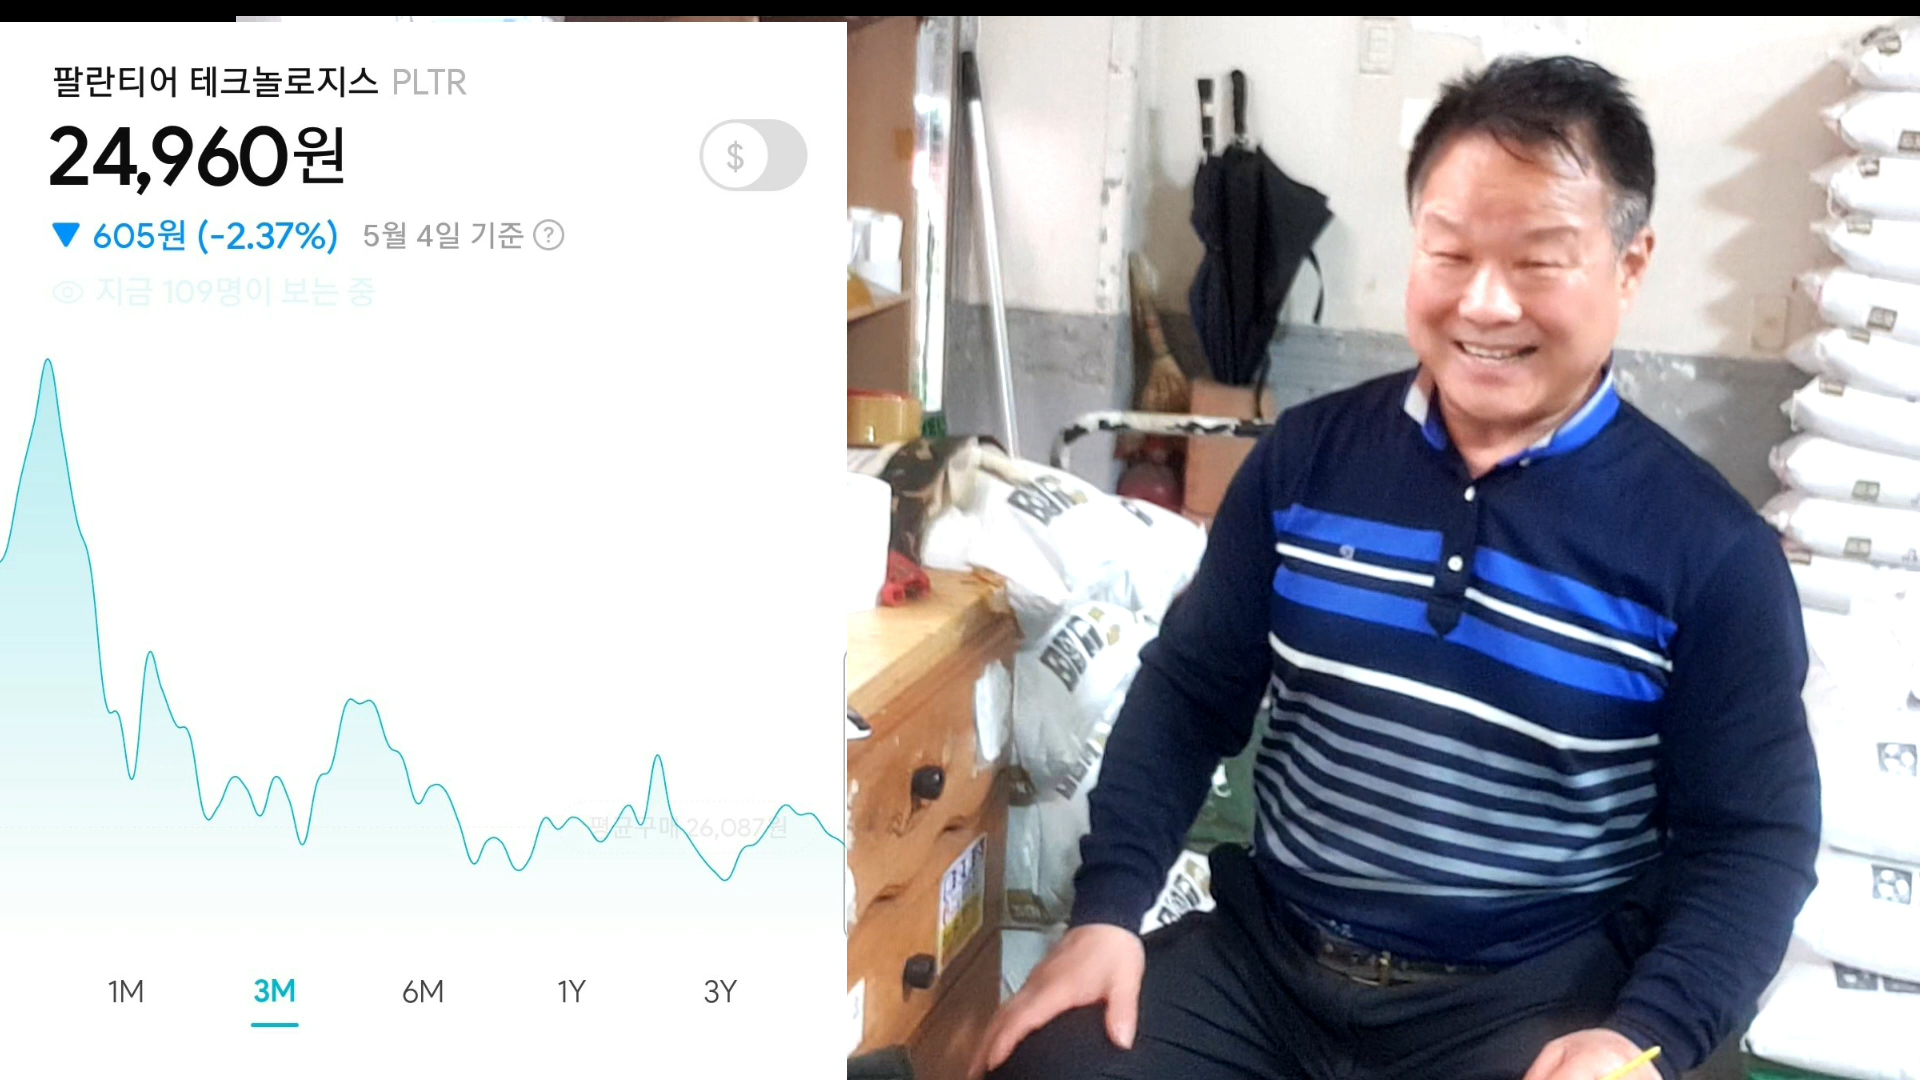 팔란티어 테크놀로지스 PLTR
24,960원
$
▼ 605원 (-2.37%) 5월 4일 기준 ?
지금 109명이 보는 중
평균구매 26,087원
1M 3M 6M 1Y 3Y